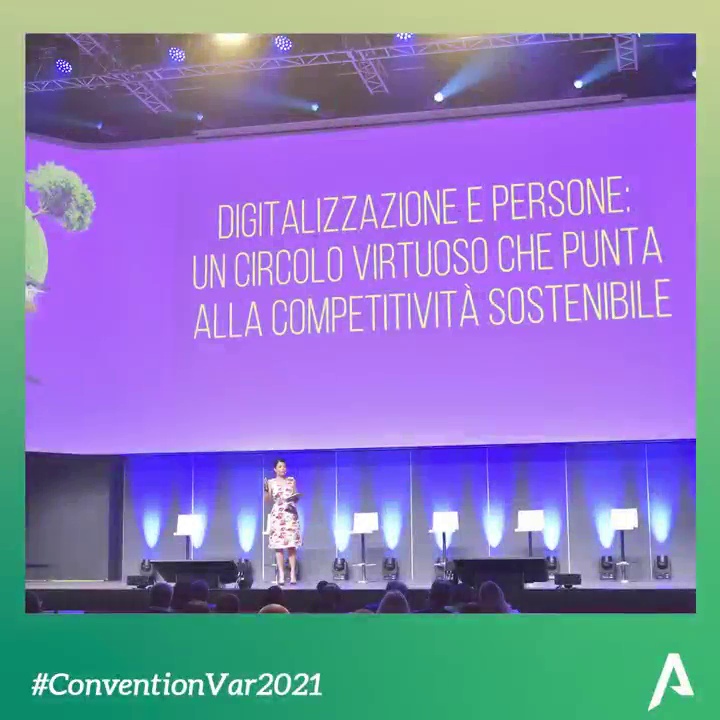 DIGITALIZZAZIONE E PERSONE:
UN CIRCOLO VIRTUOSO CHE PUNTA
ALLA COMPETITIVITÀ SOSTENIBILE
#ConventionVar2021